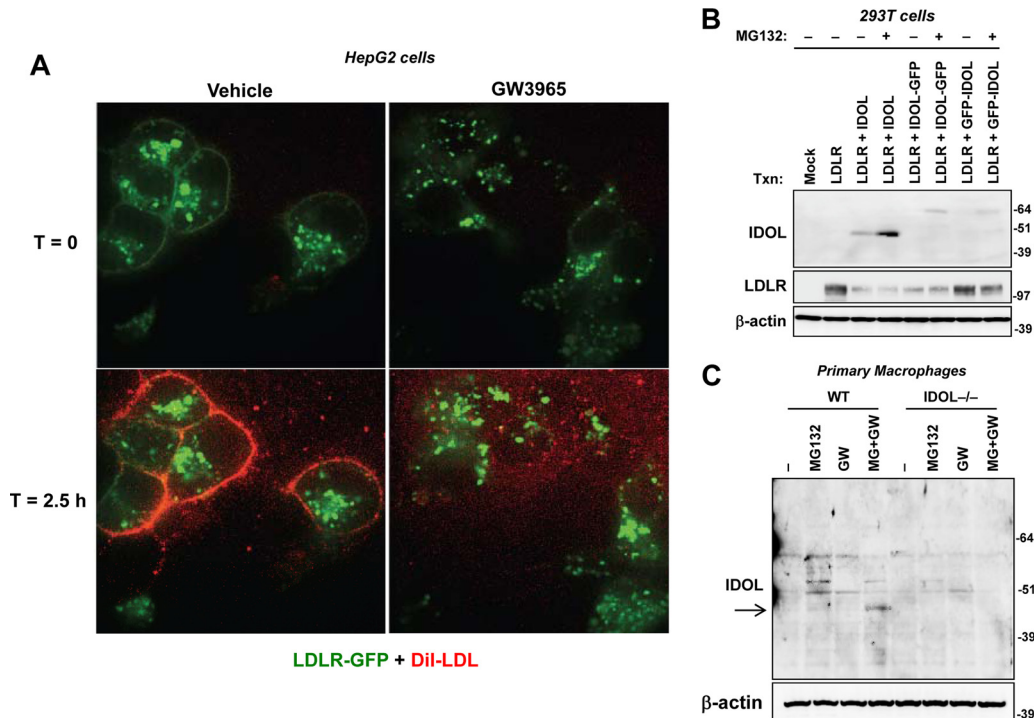 A
HepG2 cells
Vehicle
GW3965
T = 0
T = 2.5 h
LDLR-GFP + Dil-LDL
B
293T cells
MG132: – – – + – + – +
Txn: Mock LDLR LDLR + IDOL LDLR + IDOL LDLR + IDOL-GFP LDLR + IDOL-GFP LDLR + GFP-IDOL LDLR + GFP-IDOL
IDOL
-64
-51
-39
LDLR
-97
β-actin
-39
C
Primary Macrophages
WT IDOL–/–
– MG132 GW MG+GW – MG132 GW MG+GW
-64
IDOL
-51
-39
β-actin
-39